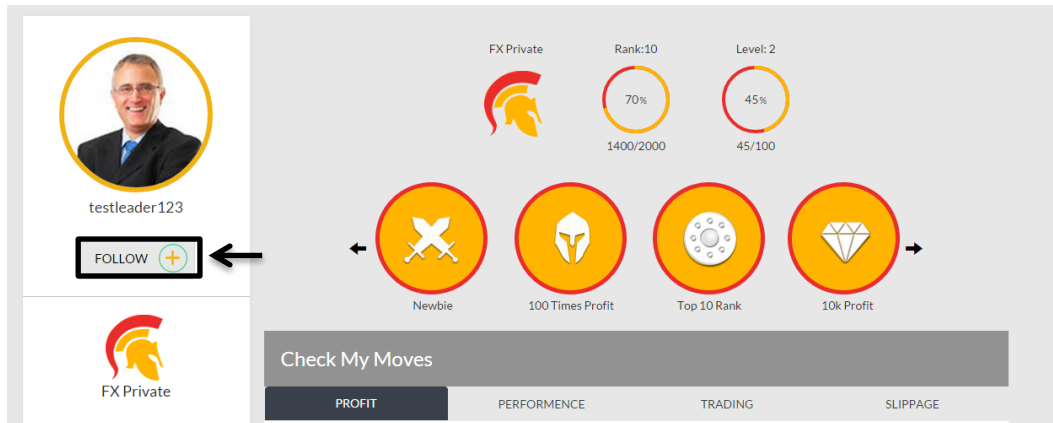 testleader123
FOLLOW
FX Private
FX Private
Rank:10
Level: 2
70%
45%
1400/2000
45/100
Newbie
100 Times Profit
Top 10 Rank
10k Profit
Check My Moves
PROFIT
PERFORMENCE
TRADING
SLIPPAGE